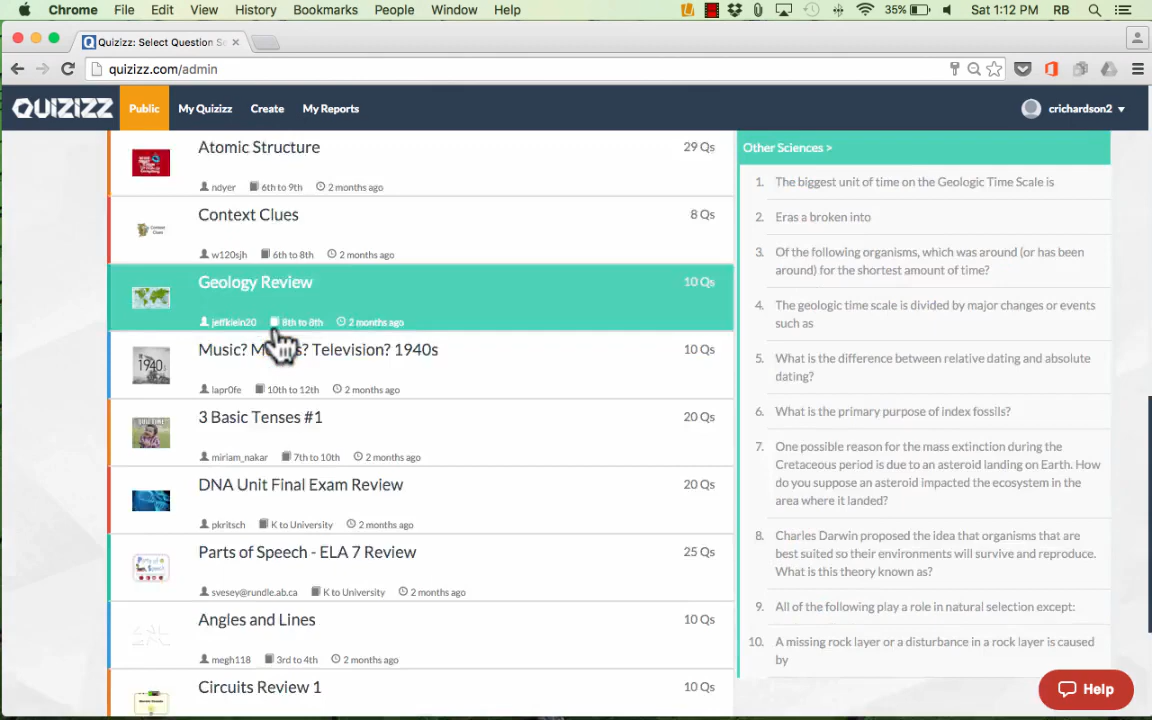 Chrome File Edit View History Bookmarks People Window Help 35% Sat 1:12 PM RB
Quizizz: Select Question S
quizizz.com/admin
QUIZIZZ Public My Quizizz Create My Reports crichardson2
Atomic Structure 29 Qs
ndyer 6th to 9th 2 months ago
Context Clues 8 Qs
w120sjh 6th to 8th 2 months ago
Geology Review 10 Qs
jeffklein20 8th to 8th 2 months ago
Music? M s? Television? 1940s 10 Qs
1940s
lapr0fe 10th to 12th 2 months ago
3 Basic Tenses #1 20 Qs
miriam_nakar 7th to 10th 2 months ago
DNA Unit Final Exam Review 20 Qs
pkritsch K to University 2 months ago
Parts of Speech - ELA 7 Review 25 Qs
svesey@rundle.ab.ca K to University 2 months ago
Angles and Lines 10 Qs
megh118 3rd to 4th 2 months ago
Circuits Review 1 10 Qs
Other Sciences >
1. The biggest unit of time on the Geologic Time Scale is
2. Eras a broken into
3. Of the following organisms, which was around (or has been
around) for the shortest amount of time?
4. The geologic time scale is divided by major changes or events
such as
5. What is the difference between relative dating and absolute
dating?
6. What is the primary purpose of index fossils?
7. One possible reason for the mass extinction during the
Cretaceous period is due to an asteroid landing on Earth. How
do you suppose an asteroid impacted the ecosystem in the
area where it landed?
8. Charles Darwin proposed the idea that organisms that are
best suited so their environments will survive and reproduce.
What is this theory known as?
9. All of the following play a role in natural selection except:
10. A missing rock layer or a disturbance in a rock layer is caused
by
Help